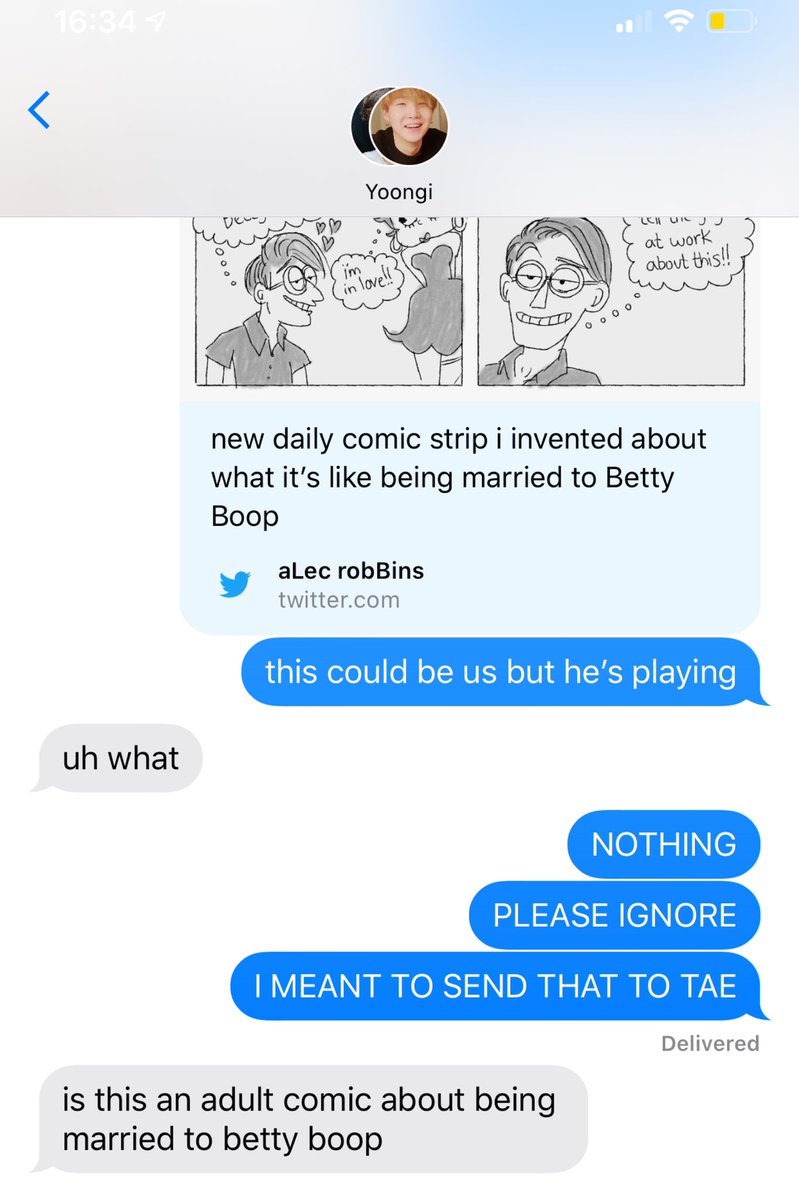 16:34
Yoongi
i'm
in love!!
at work
about this!!
new daily comic strip i invented about
what it's like being married to Betty
Boop
aLec robBins
twitter.com
this could be us but he's playing
uh what
NOTHING
PLEASE IGNORE
I MEANT TO SEND THAT TO TAE
Delivered
is this an adult comic about being
married to betty boop